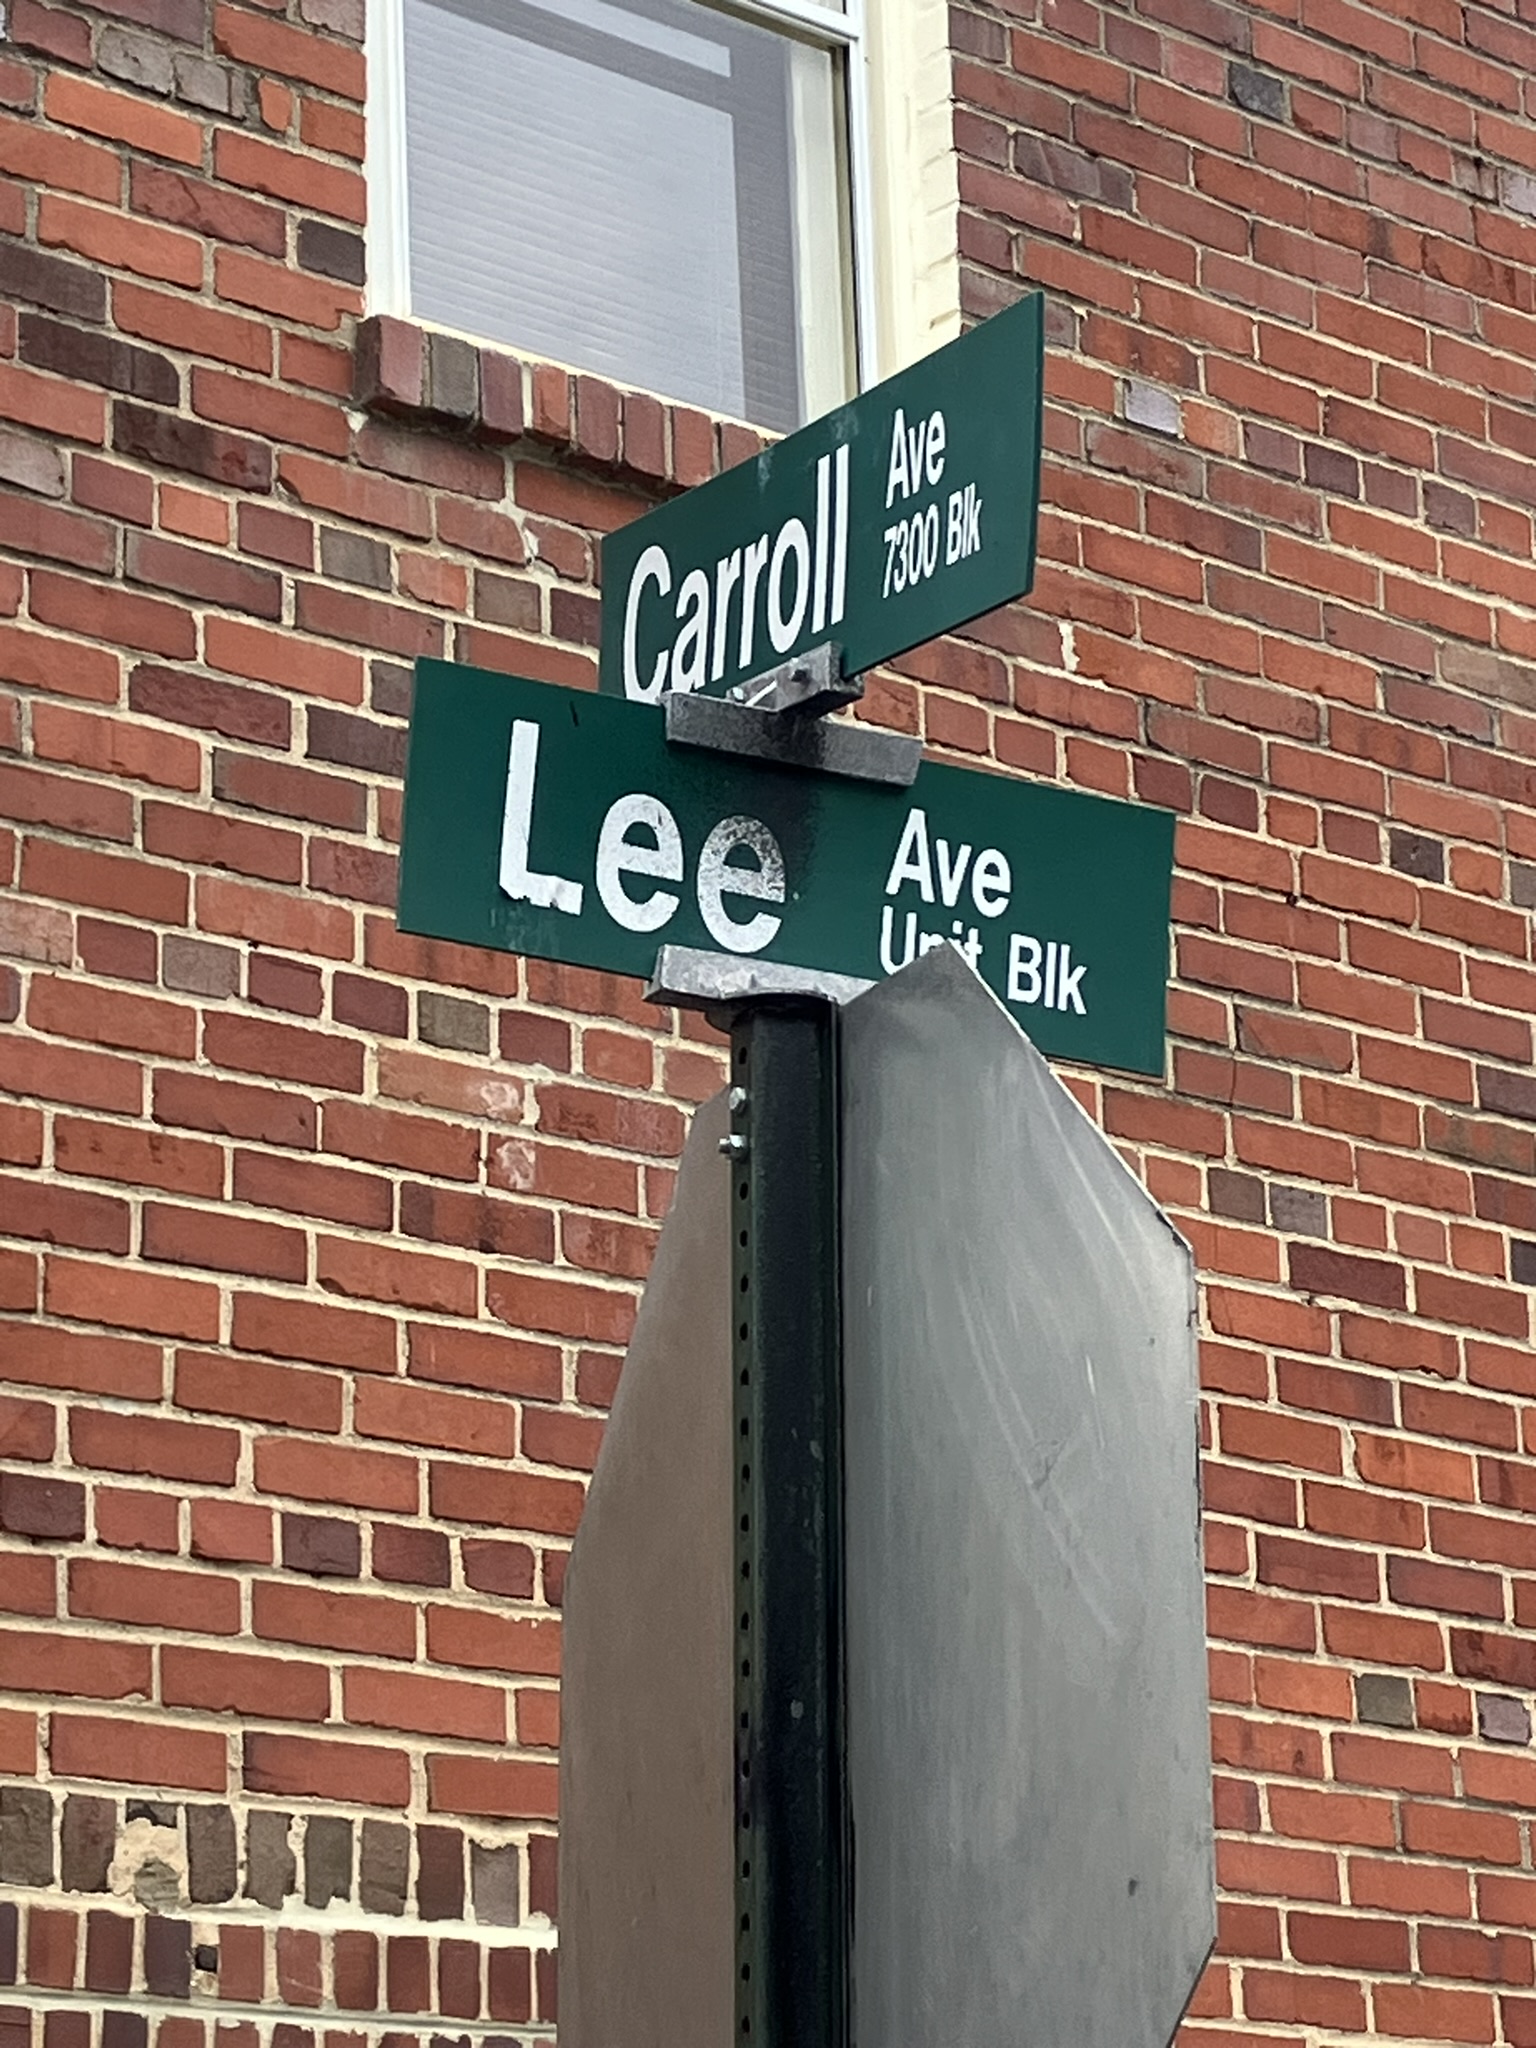 Carroll Ave
7300 Blk
Lee Ave
Unit Blk